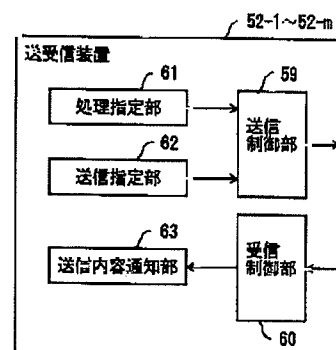 52-1～52-m
送受信装置
61
処理指定部
59
送信
制御部
62
送信指定部
63
送信内容通知部
受信
制御部
60